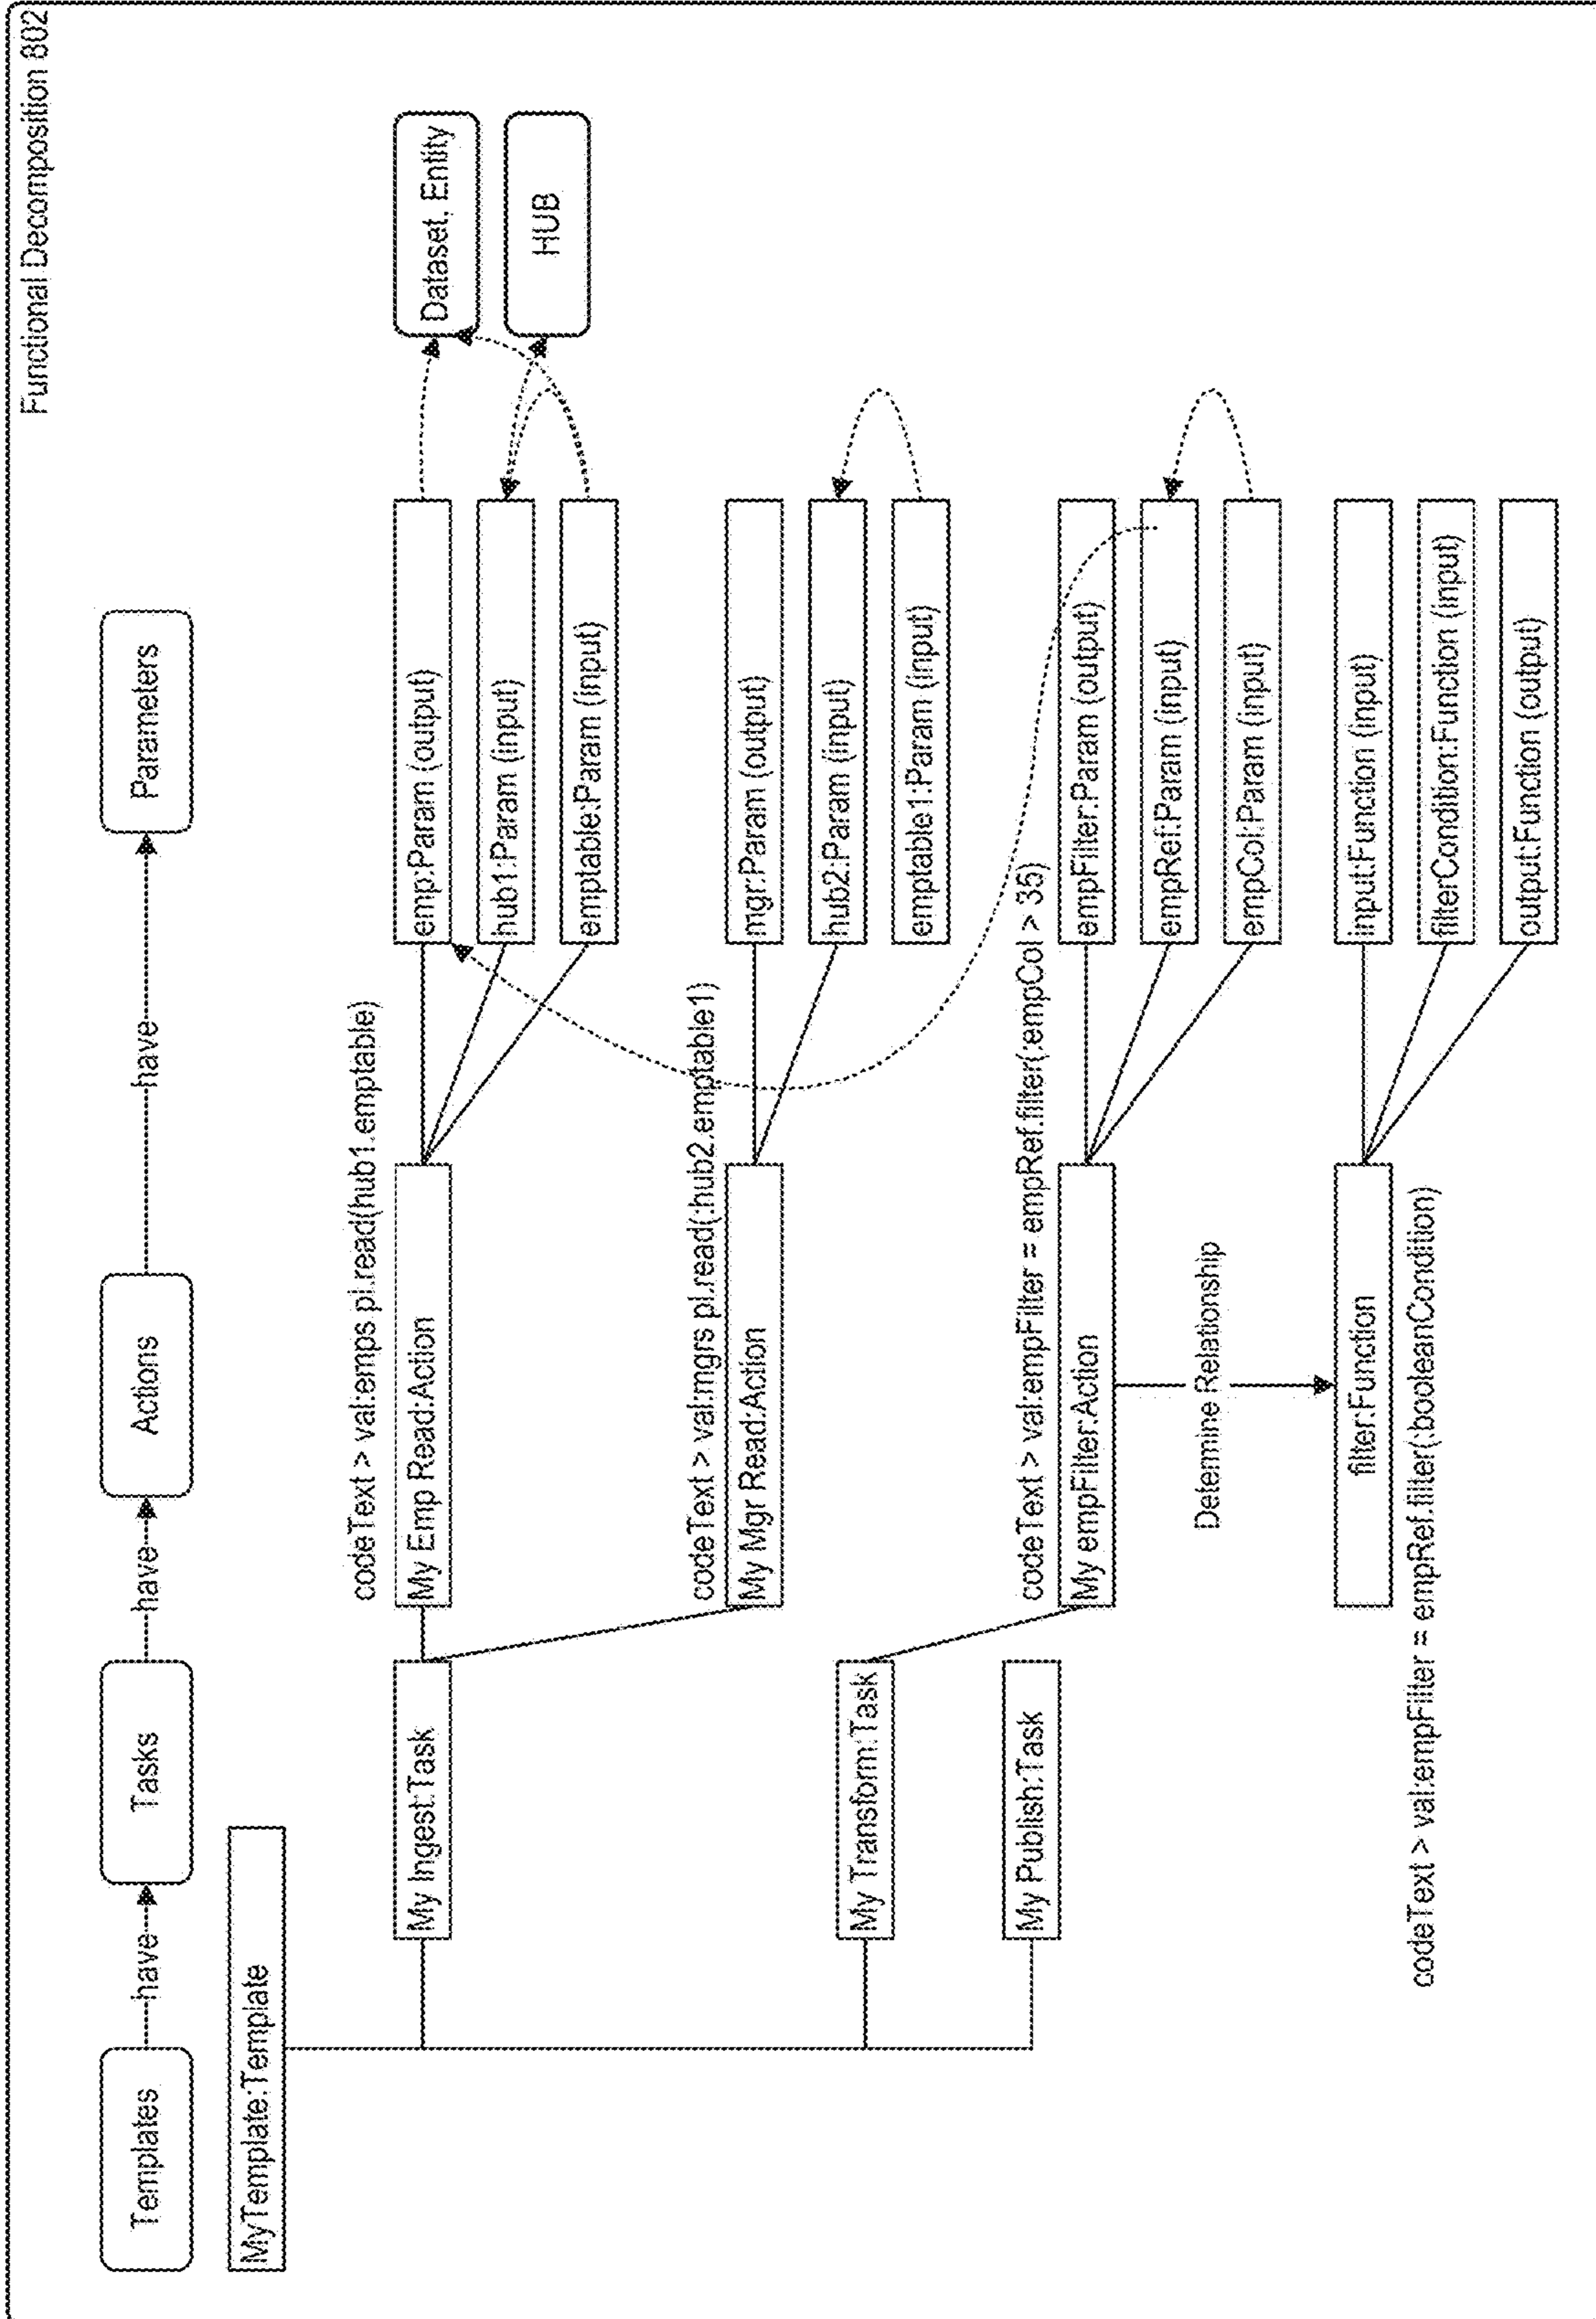 Functional Decomposition 802
Templates
have
Tasks
have
Actions
have
Parameters
MyTemplate:Template
codeText > val:emps pl.read(hub1.emptable)
My Ingest:Task
My Emp Read:Action
emp:Param (output)
Dataset, Entity
hub1:Param (input)
HUB
emptable:Param (input)
codeText > val:mgrs pl.read(:hub2.emptable1)
My Mgr Read:Action
mgr:Param (output)
hub2:Param (input)
My Transform:Task
emptable1:Param (input)
codeText > val:empFilter = empRef.filter(:empCol > 35)
My Publish:Task
My empFilter:Action
empFilter:Param (output)
empRef:Param (input)
Determine Relationship
empCol:Param (input)
filter:Function
input:Function (input)
codeText > val:empFilter = empRef.filter(:booleanCondition)
filterCondition:Function (input)
output:Function (output)